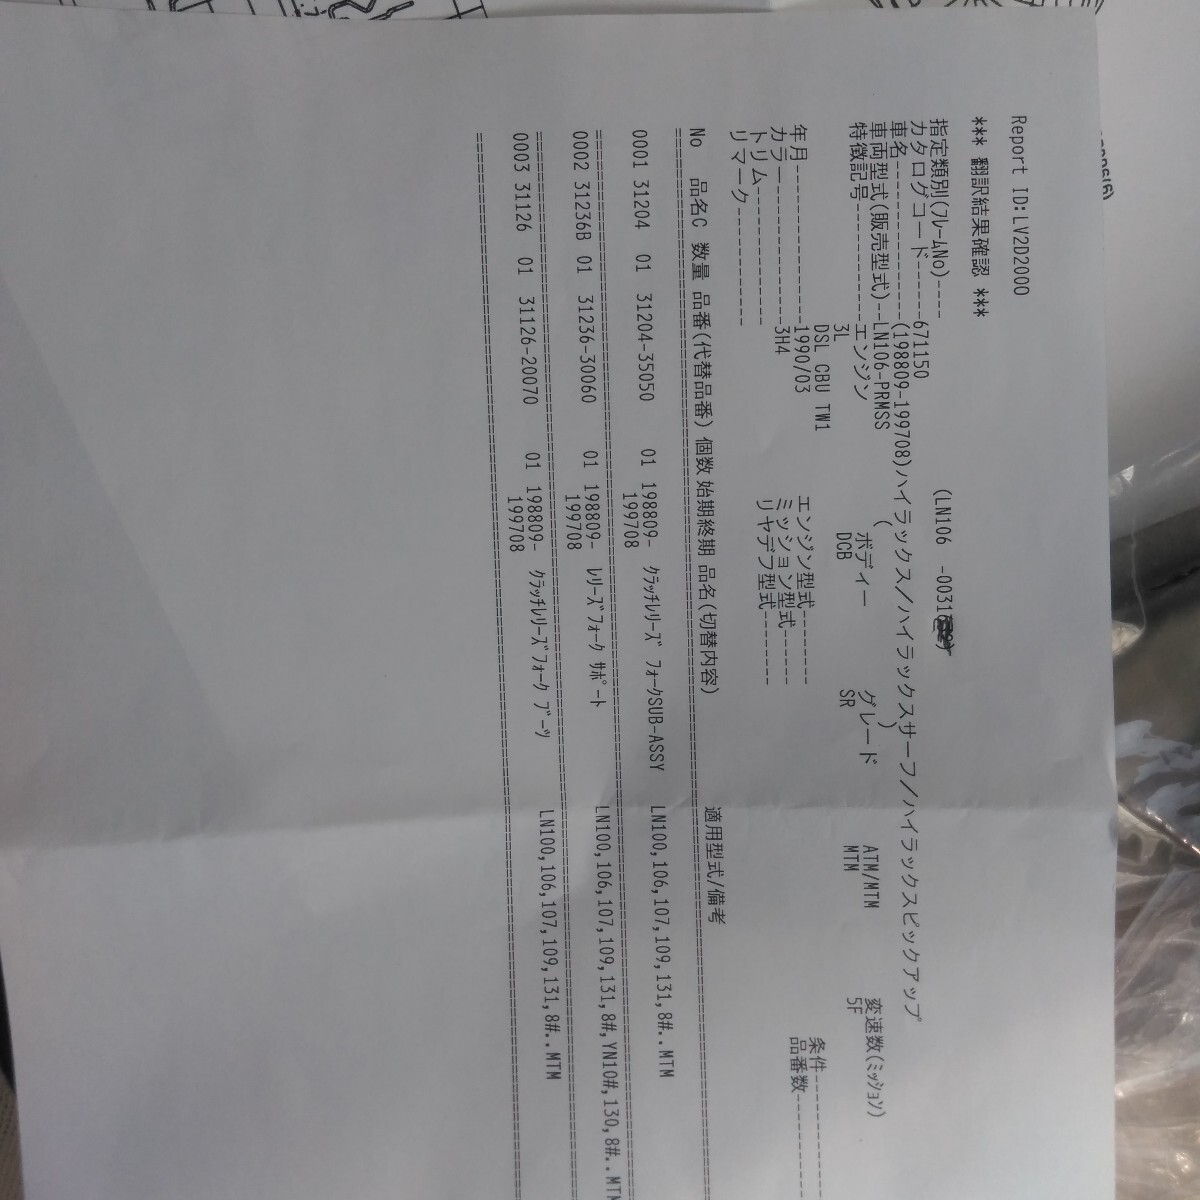 Report ID:LV2D2000
*** 翻訳結果確認 ***
指定類別(ﾌﾚｰﾑNo)---- (LN106 -0031
カタログコード-----671150
車名---------------(198809-199708)ハイラックス/ハイラックスサーフ/ハイラックスピックアップ
車両型式(販売型式)--LN106-PRMSS ( )
特徴記号----------- エンジン ボディー グレード ATM/MTM 変速数(ﾐｯｼｮﾝ)
3L DCB SR MTM 5F
DSL CBU TW1
年月---------------1990/03 エンジン型式------- 条件----------
カラー-------------3H4 ミッション型式----- 品番数--------
トリム----------- リヤデフ型式-------
リマーク-----------
No 品名C 数量 品番(代替品番) 個数 始期終期 品名(切替内容) 適用型式/備考
0001 31204 01 31204-35050 01 198809- ｸﾗｯﾁﾚﾘｰｽﾞ ﾌｫｰｸSUB-ASSY LN100,106,107,109,131,8#..MTM
199708
0002 31236B 01 31236-30060 01 198809- ﾚﾘｰｽﾞﾌｫｰｸ ｻﾎﾟｰﾄ LN100,106,107,109,131,8#,YN10#,130,8#..MTM
199708
0003 31126 01 31126-20070 01 198809- ｸﾗｯﾁﾚﾘｰｽﾞﾌｫｰｸ ﾌﾞｰﾂ LN100,106,107,109,131,8#..MTM
199708